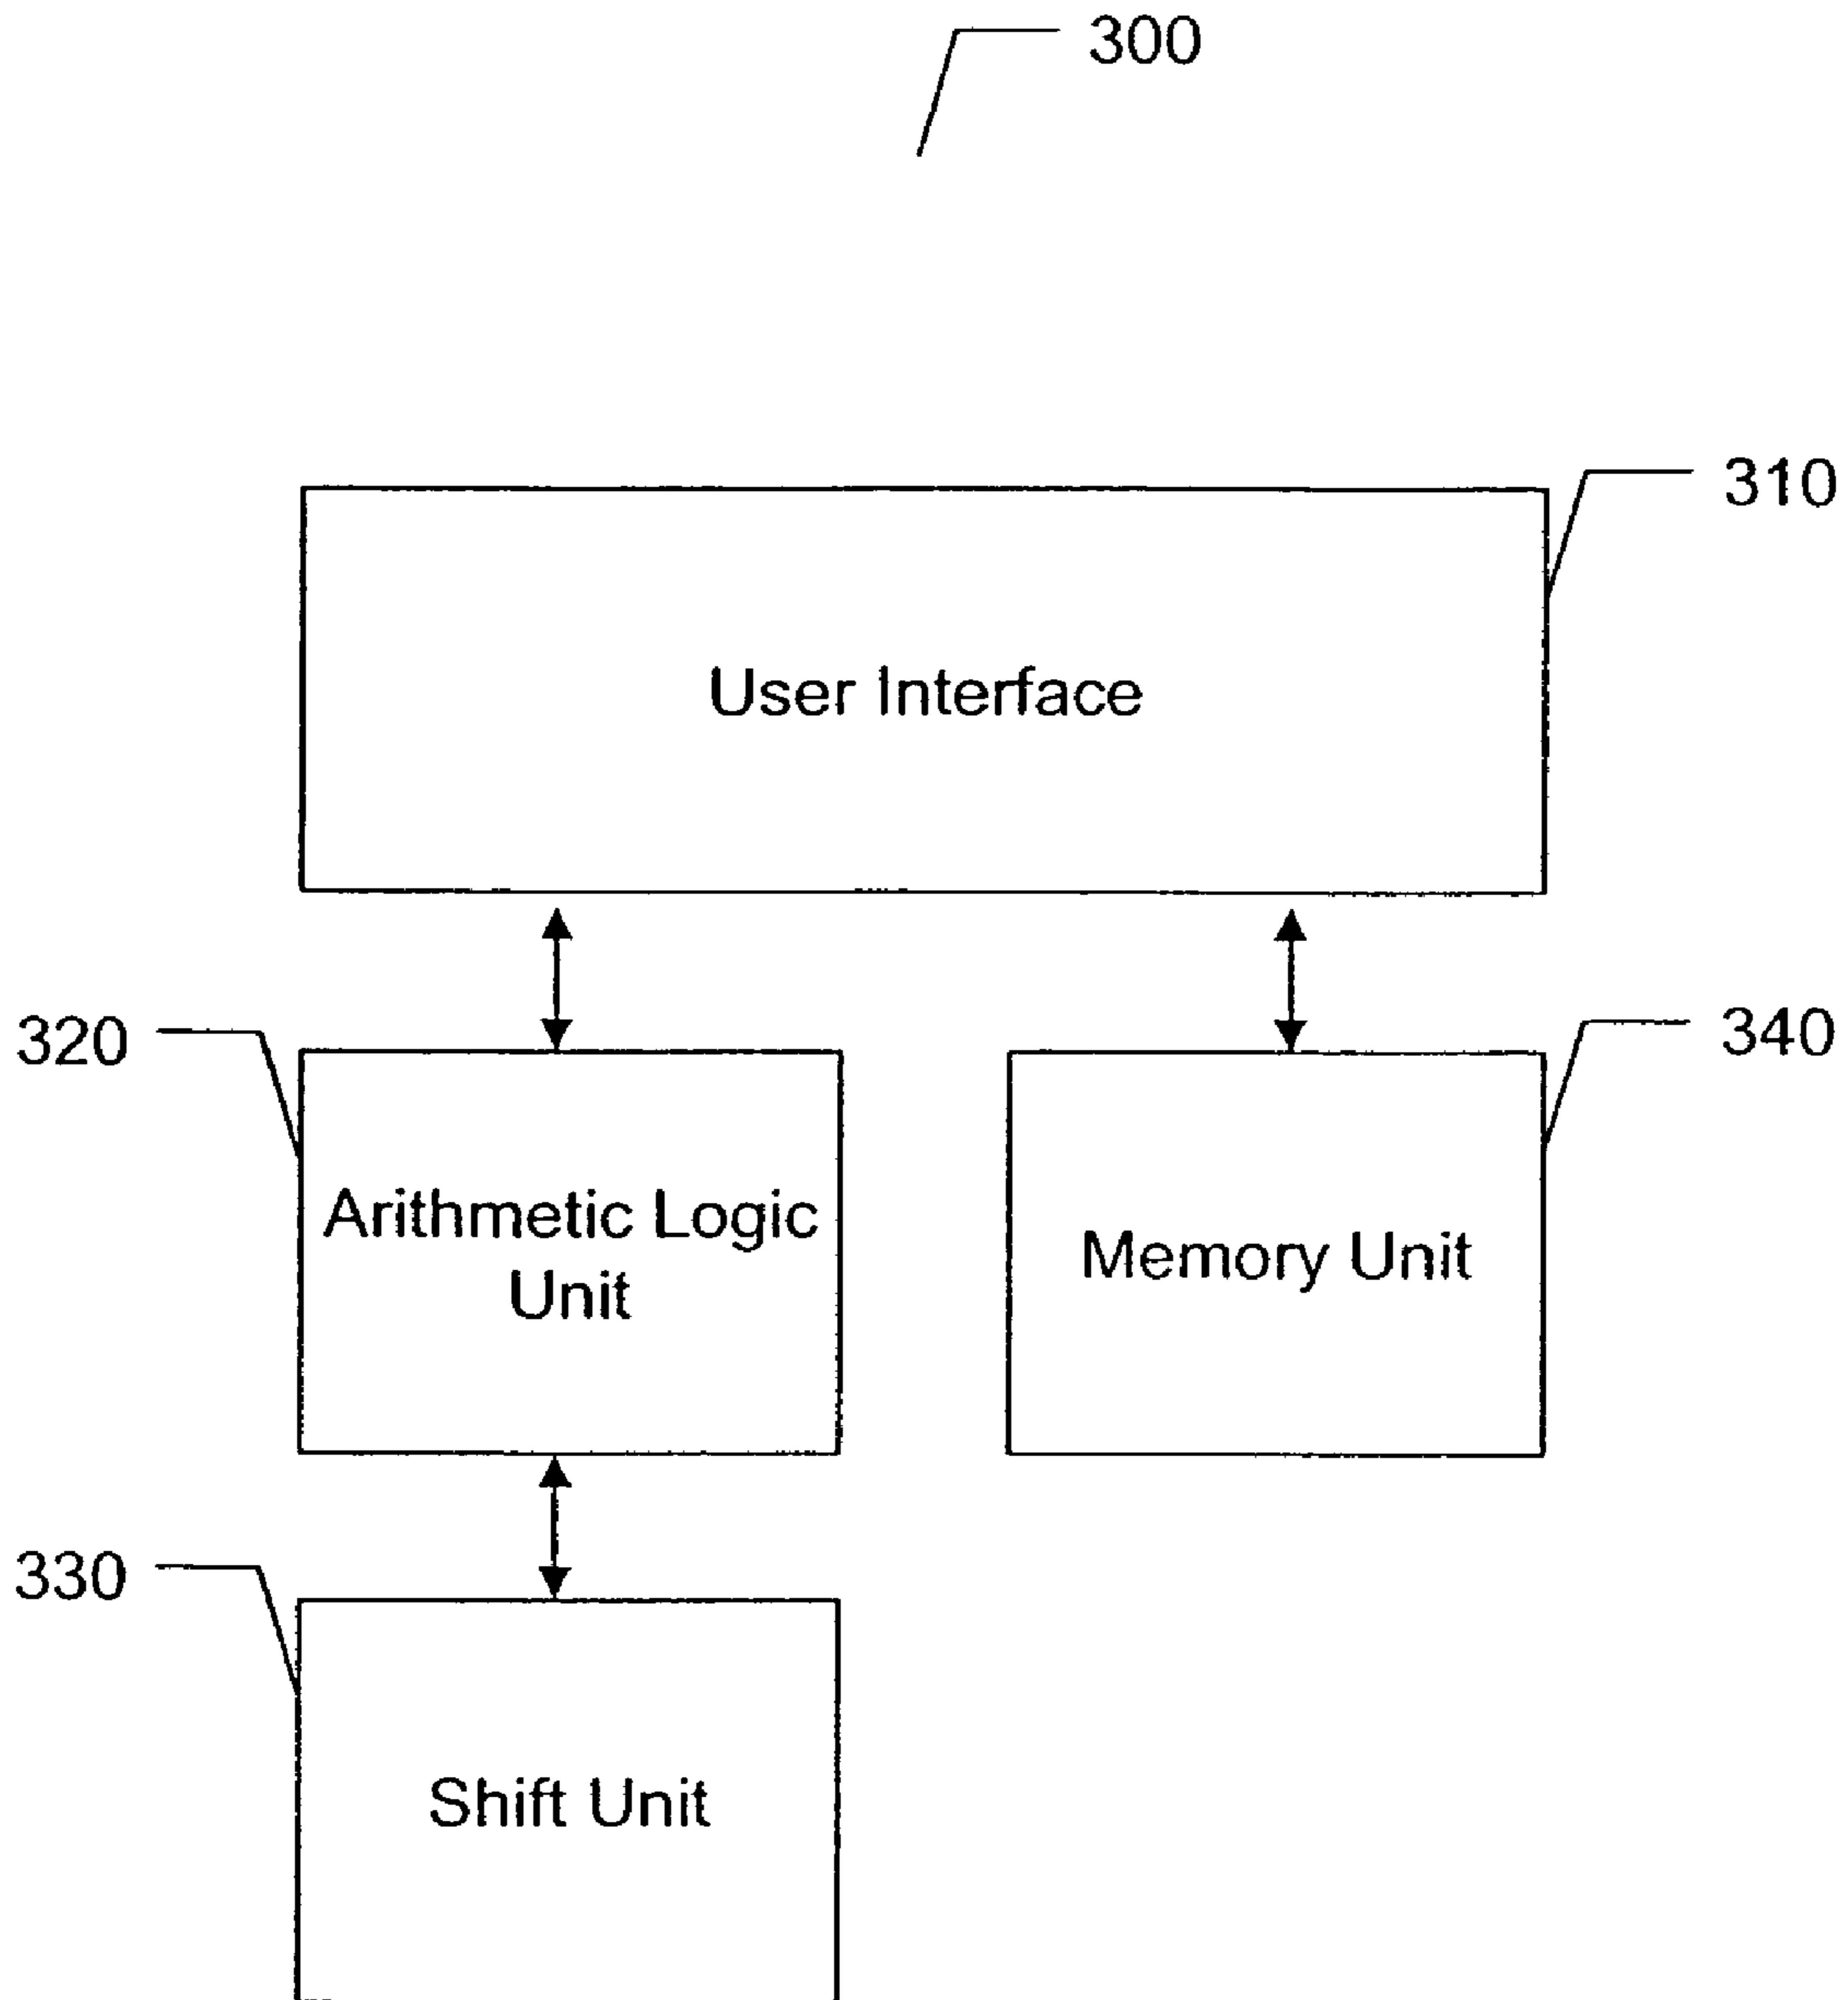 300
310
User Interface
320
340
Arithmetic Logic
Unit
Memory Unit
330
Shift Unit